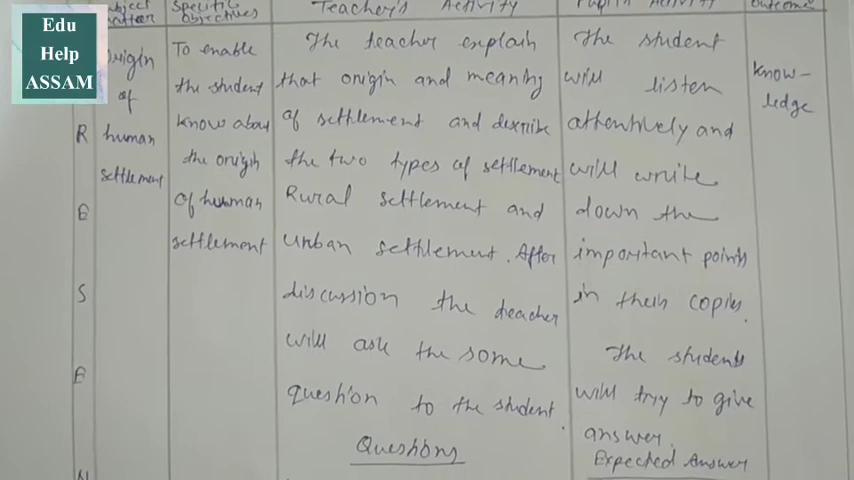 Edu
Help
ASSAM
Specific
Objectives
Teacher's Activity
Activity
Outcome
R
E
S
E
N
Origin
of
human
settlement
To enable
the student
know about
the origin
of human
settlement
The teacher explain
that origin and meaning
of settlement and describe
the two types of settlement
Rural settlement and
Urban settlement. After
discussion the teacher
will ask the some
question to the student.
Questions
The student
will listen
attentively and
will write
down the
important points
in their copies.
The students
will try to give
answer.
Expected Answer
Know-
ledge